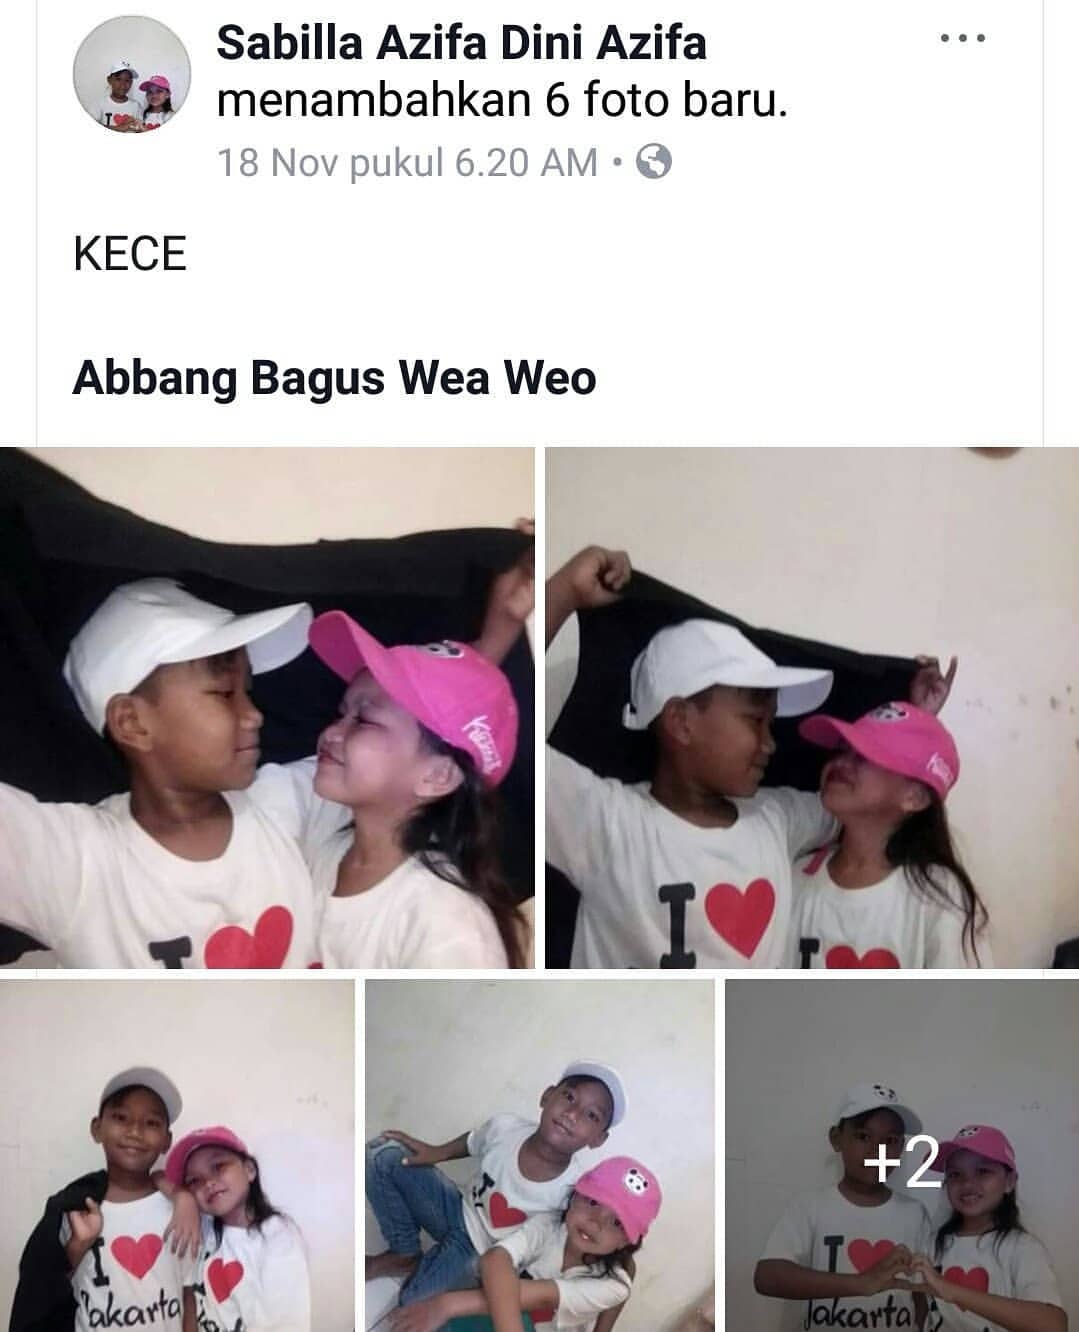 Sabilla Azifa Dini Azifa
menambahkan 6 foto baru.
18 Nov pukul 6.20 AM •
KECE
Abbang Bagus Wea Weo
I
I
I
I
Jakarta
I
+2
I
Jakarta